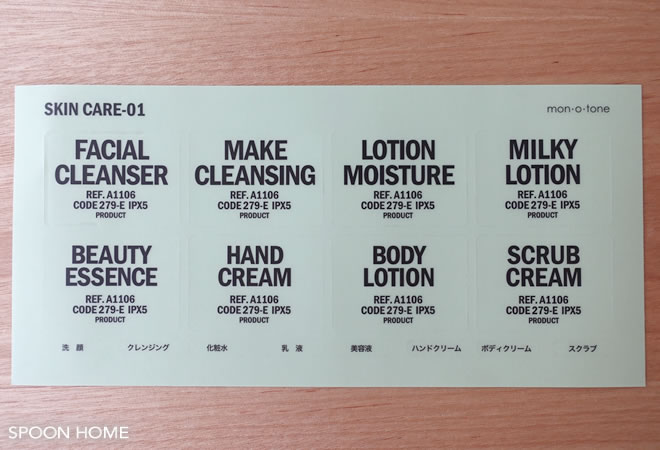 SKIN CARE-01
mon·o·tone
FACIAL
CLEANSER
REF. A1106
CODE 279-E IPX5
PRODUCT
MAKE
CLEANSING
REF. A1106
CODE 279-E IPX5
PRODUCT
LOTION
MOISTURE
REF. A1106
CODE 279-E IPX5
PRODUCT
MILKY
LOTION
REF. A1106
CODE 279-E IPX5
PRODUCT
BEAUTY
ESSENCE
REF. A1106
CODE 279-E IPX5
PRODUCT
HAND
CREAM
REF. A1106
CODE 279-E IPX5
PRODUCT
BODY
LOTION
REF. A1106
CODE 279-E IPX5
PRODUCT
SCRUB
CREAM
REF. A1106
CODE 279-E IPX5
PRODUCT
洗 顔 クレンジング 化粧水 乳 液 美容液 ハンドクリーム ボディクリーム スクラブ
SPOON HOME